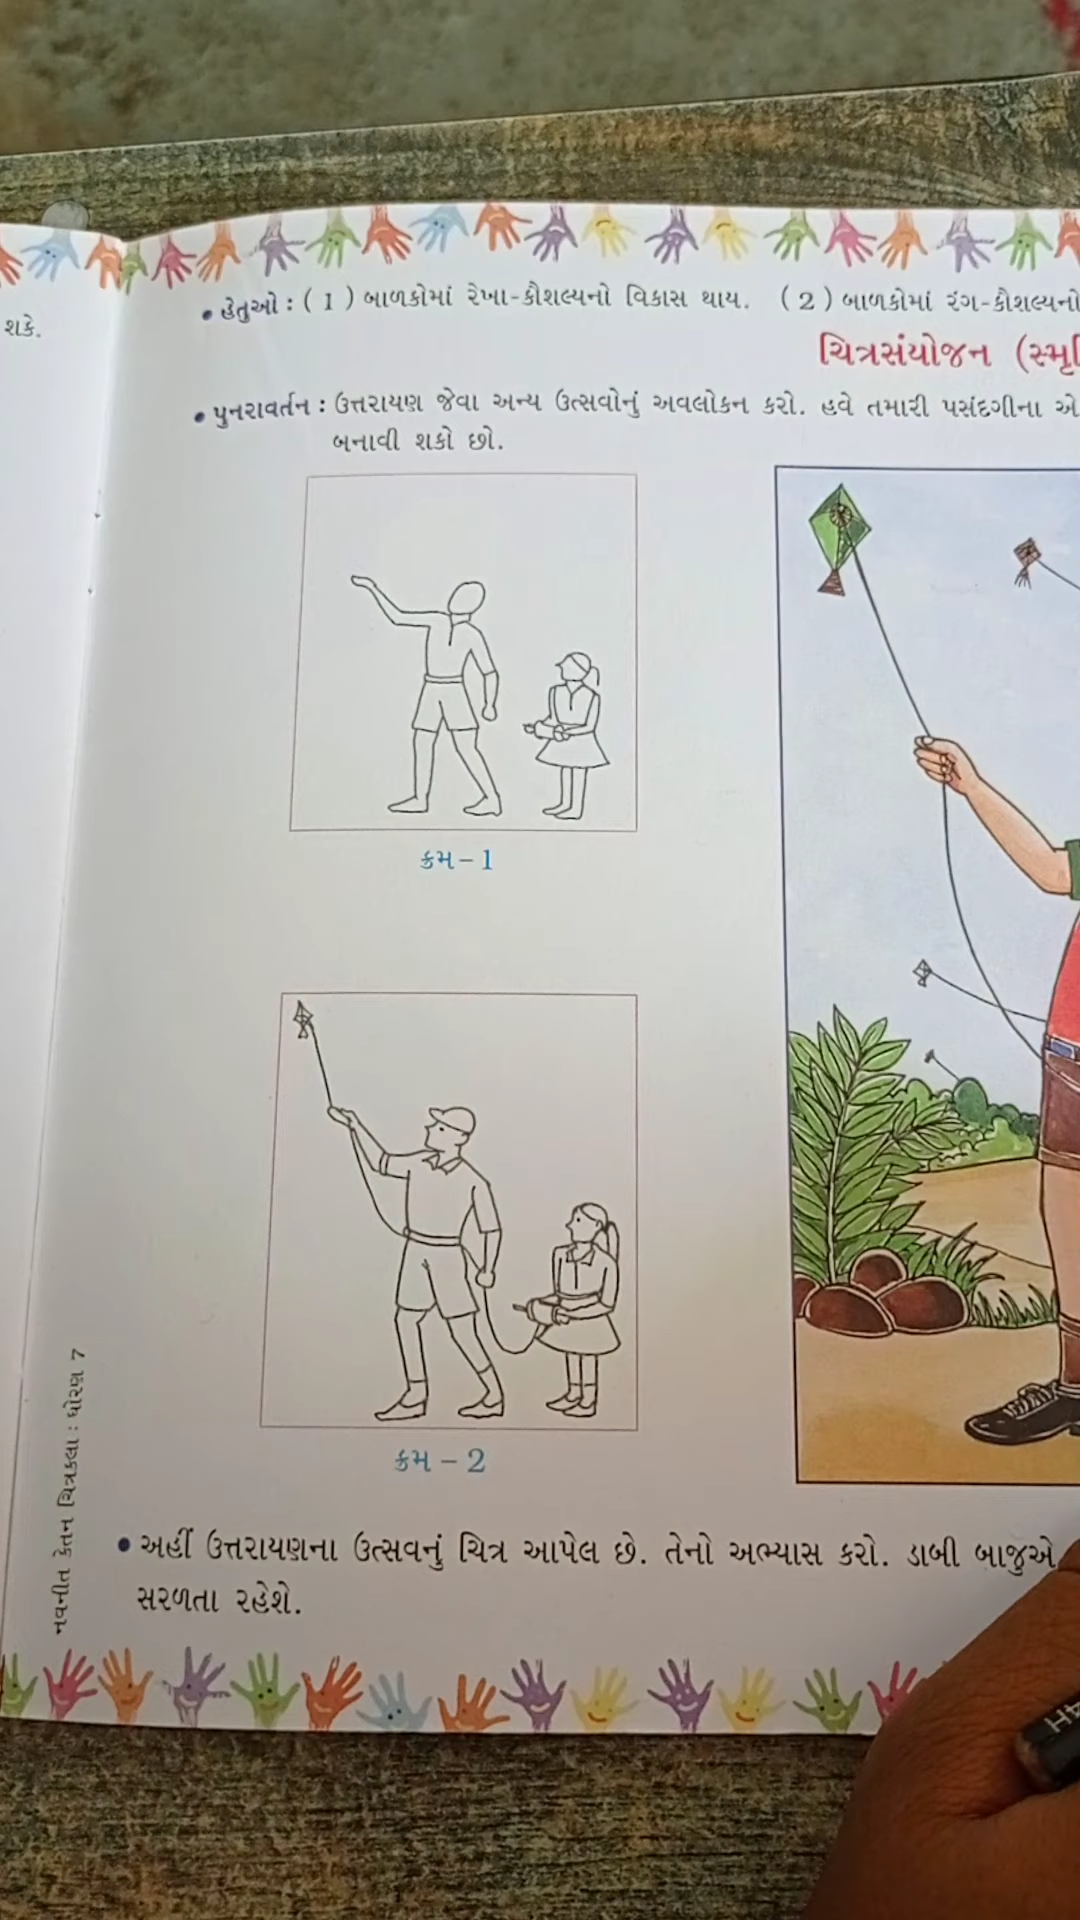 શકે.
• હેતુઓ : ( 1 ) બાળકોમાં રેખા-કૌશલ્યનો વિકાસ થાય. ( 2 ) બાળકોમાં રંગ-કૌશલ્યનો
ચિત્રસંયોજન (સ્મૃ
• પુનરાવર્તન : ઉત્તરાયણ જેવા અન્ય ઉત્સવોનું અવલોકન કરો. હવે તમારી પસંદગીના એ
બનાવી શકો છો.
ક્રમ – 1
ક્રમ – 2
નવનીત કેતન ચિત્રકલા : ધોરણ 7
• અહીં ઉત્તરાયણના ઉત્સવનું ચિત્ર આપેલ છે. તેનો અભ્યાસ કરો. ડાબી બાજુએ
સરળતા રહેશે.
4H